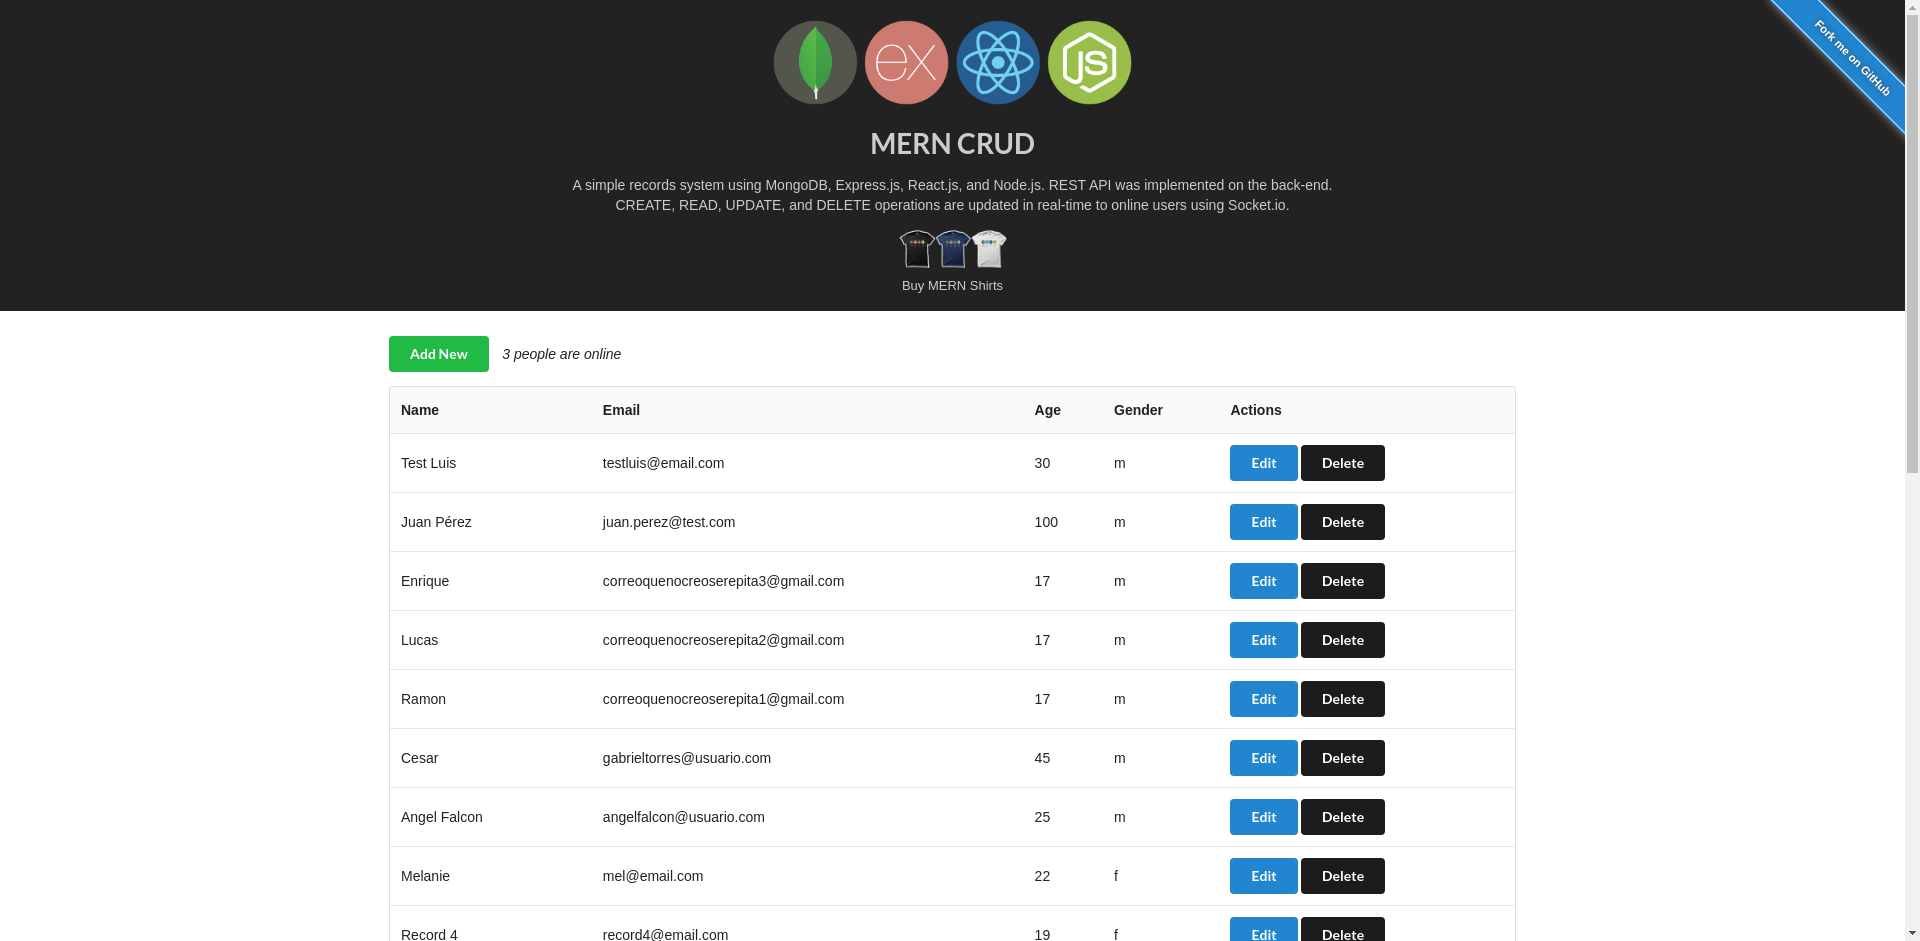 ex
JS
Fork me on GitHub
MERN CRUD
A simple records system using MongoDB, Express.js, React.js, and Node.js. REST API was implemented on the back-end.
CREATE, READ, UPDATE, and DELETE operations are updated in real-time to online users using Socket.io.
Buy MERN Shirts
Add New 3 people are online
Name Email Age Gender Actions
Test Luis testluis@email.com 30 m Edit Delete
Juan Pérez juan.perez@test.com 100 m Edit Delete
Enrique correoquenocreoserepita3@gmail.com 17 m Edit Delete
Lucas correoquenocreoserepita2@gmail.com 17 m Edit Delete
Ramon correoquenocreoserepita1@gmail.com 17 m Edit Delete
Cesar gabrieltorres@usuario.com 45 m Edit Delete
Angel Falcon angelfalcon@usuario.com 25 m Edit Delete
Melanie mel@email.com 22 f Edit Delete
Record 4 record4@email.com 19 f Edit Delete